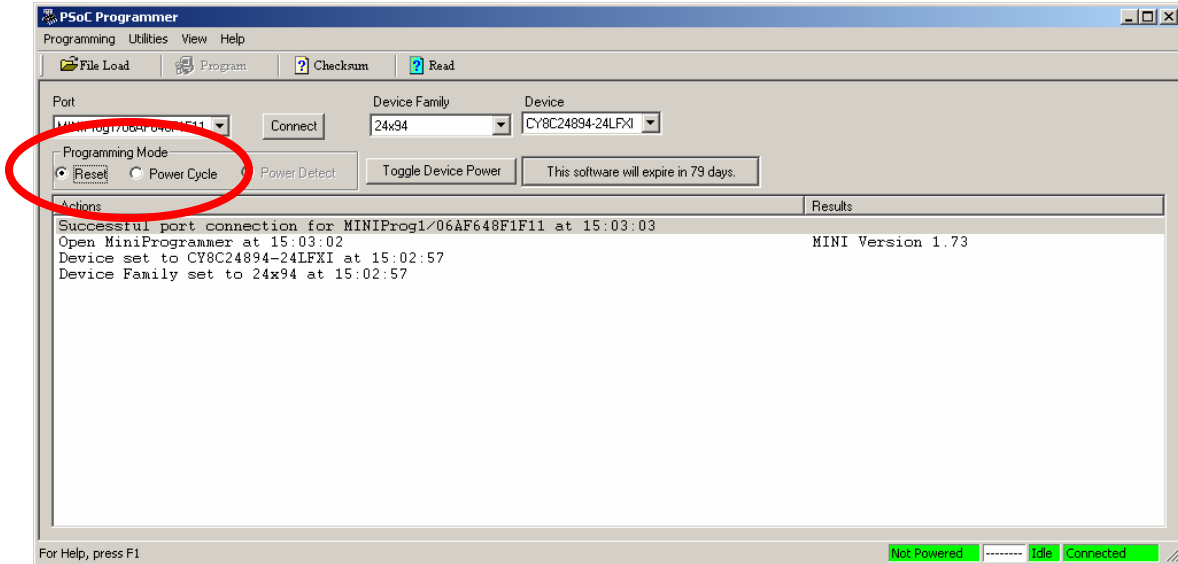 PSoC Programmer
Programming Utilities View Help
File Load Program Checksum Read
Port Device Family Device
MINIProg1/06AF648F1F11 Connect 24x94 CY8C24894-24LFXI
Programming Mode
Reset Power Cycle Power Detect Toggle Device Power This software will expire in 79 days.
Actions Results
Successful port connection for MINIProg1/06AF648F1F11 at 15:03:03
Open MiniProgrammer at 15:03:02 MINI Version 1.73
Device set to CY8C24894-24LFXI at 15:02:57
Device Family set to 24x94 at 15:02:57
For Help, press F1 Not Powered -------- Idle Connected